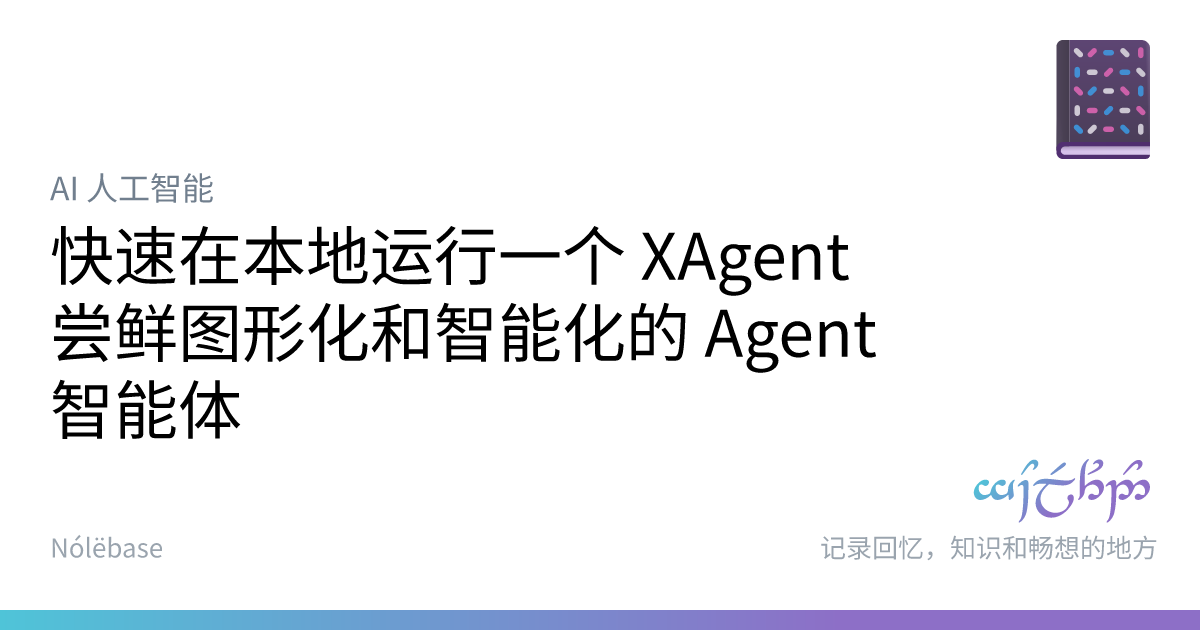 AI 人工智能
快速在本地运行一个 XAgent
尝鲜图形化和智能化的 Agent
智能体
Nólëbase
记录回忆，知识和畅想的地方